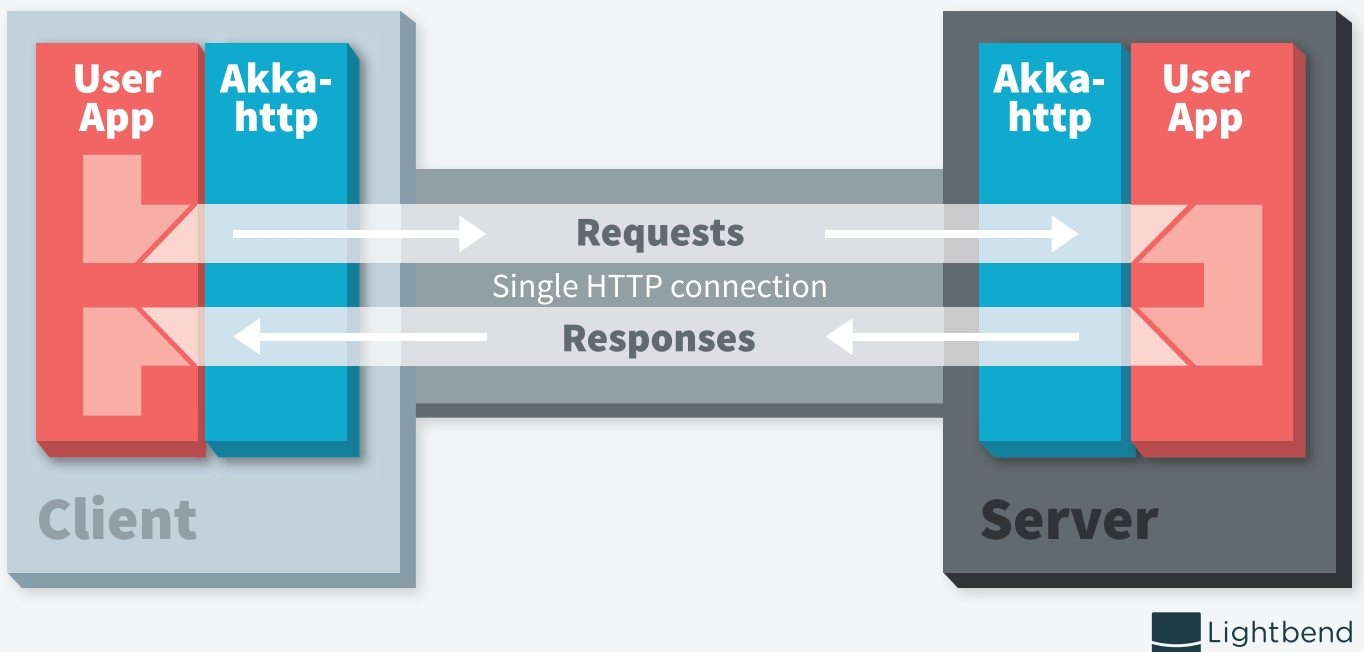 User
App
Akka-
http
Akka-
http
User
App
Requests
Single HTTP connection
Responses
Client
Server
Lightbend